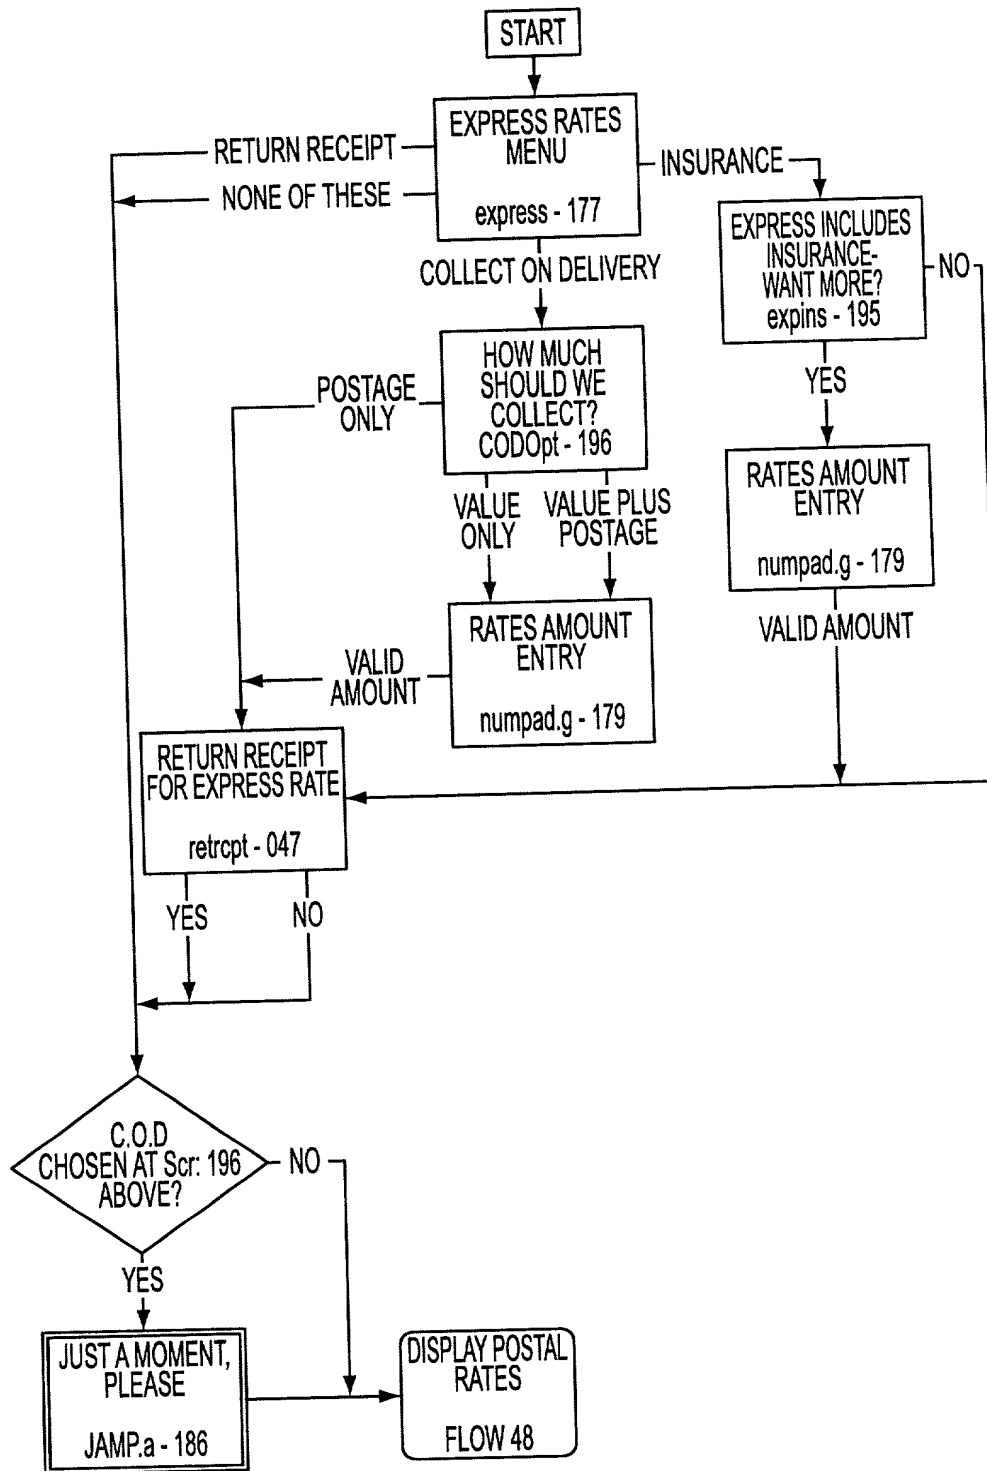 START
EXPRESS RATES
MENU
express - 177
RETURN RECEIPT
NONE OF THESE
INSURANCE
COLLECT ON DELIVERY
EXPRESS INCLUDES
INSURANCE-
WANT MORE?
expins - 195
NO
YES
HOW MUCH
SHOULD WE
COLLECT?
CODOpt - 196
POSTAGE
ONLY
VALUE
ONLY
VALUE PLUS
POSTAGE
RATES AMOUNT
ENTRY
numpad.g - 179
VALID AMOUNT
RATES AMOUNT
ENTRY
numpad.g - 179
VALID
AMOUNT
RETURN RECEIPT
FOR EXPRESS RATE
retrcpt - 047
YES
NO
C.O.D
CHOSEN AT Scr: 196
ABOVE?
NO
YES
JUST A MOMENT,
PLEASE
JAMP.a - 186
DISPLAY POSTAL
RATES
FLOW 48